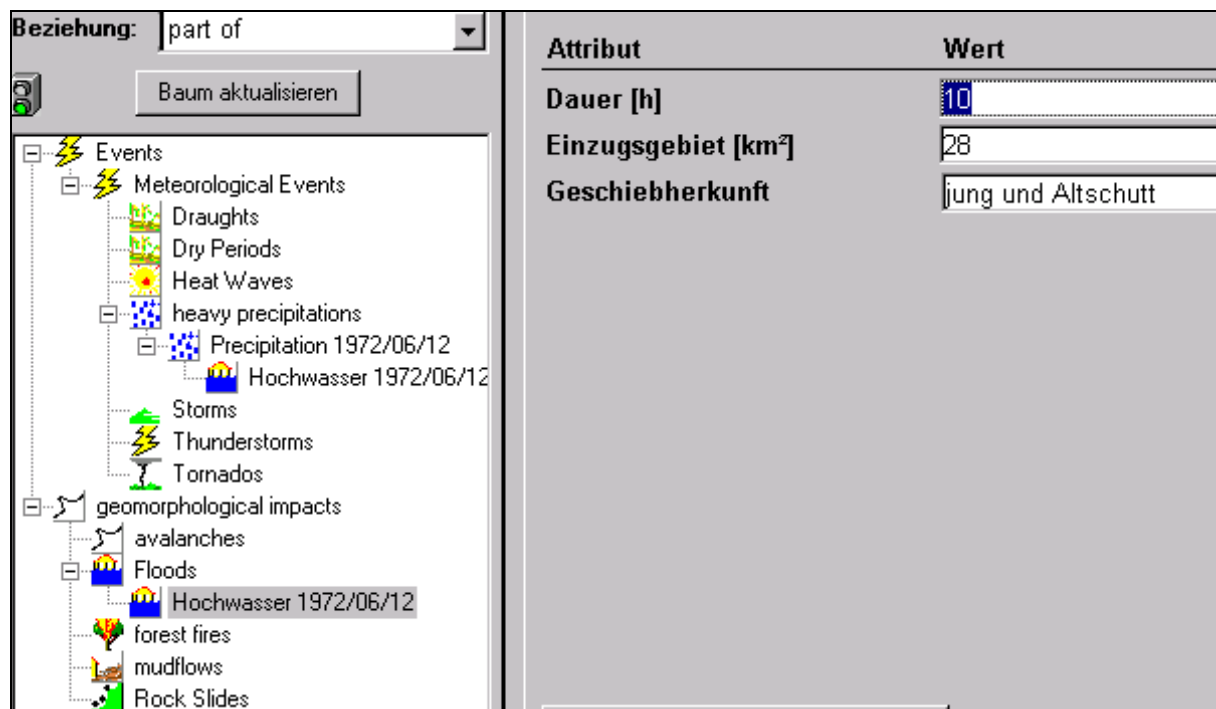 Beziehung: part of
Baum aktualisieren
Events
Meteorological Events
Draughts
Dry Periods
Heat Waves
heavy precipitations
Precipitation 1972/06/12
Hochwasser 1972/06/12
Storms
Thunderstorms
Tornados
geomorphological impacts
avalanches
Floods
Hochwasser 1972/06/12
forest fires
mudflows
Rock Slides
Attribut Wert
Dauer [h] 10
Einzugsgebiet [km²] 28
Geschiebherkunft jung und Altschutt